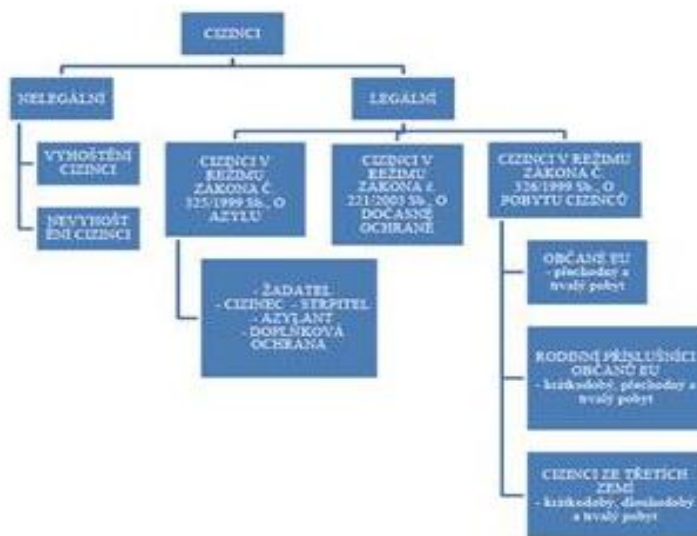 CIZINCI
NELEGÁLNÍ
LEGÁLNÍ
VYHOŠTĚNÍ
CIZINCI
NEVYHOŠT
ĚNÍ CIZINCI
CIZINCI V
REŽIMU
ZÁKONA Č.
325/1999 Sb., O
AZYLU
- ŽADATEL
- CIZINEC - STRPITEL
- AZYLANT
- DOPLŇKOVÁ
OCHRANA
CIZINCI V
REŽIMU
ZÁKONA č.
221/2003 Sb., O
DOČASNÉ
OCHRANĚ
CIZINCI V REŽIMU
ZÁKONA Č.
326/1999 Sb., O
POBYTU CIZINCŮ
OBČANÉ EU
- přechodný a
trvalý pobyt
RODINNÍ PŘÍSLUŠNÍCI
OBČANŮ EU
- krátkodobý, přechodný a
trvalý pobyt
CIZINCI ZE TŘETÍCH
ZEMÍ
- krátkodobý, dlouhodobý
a trvalý pobyt